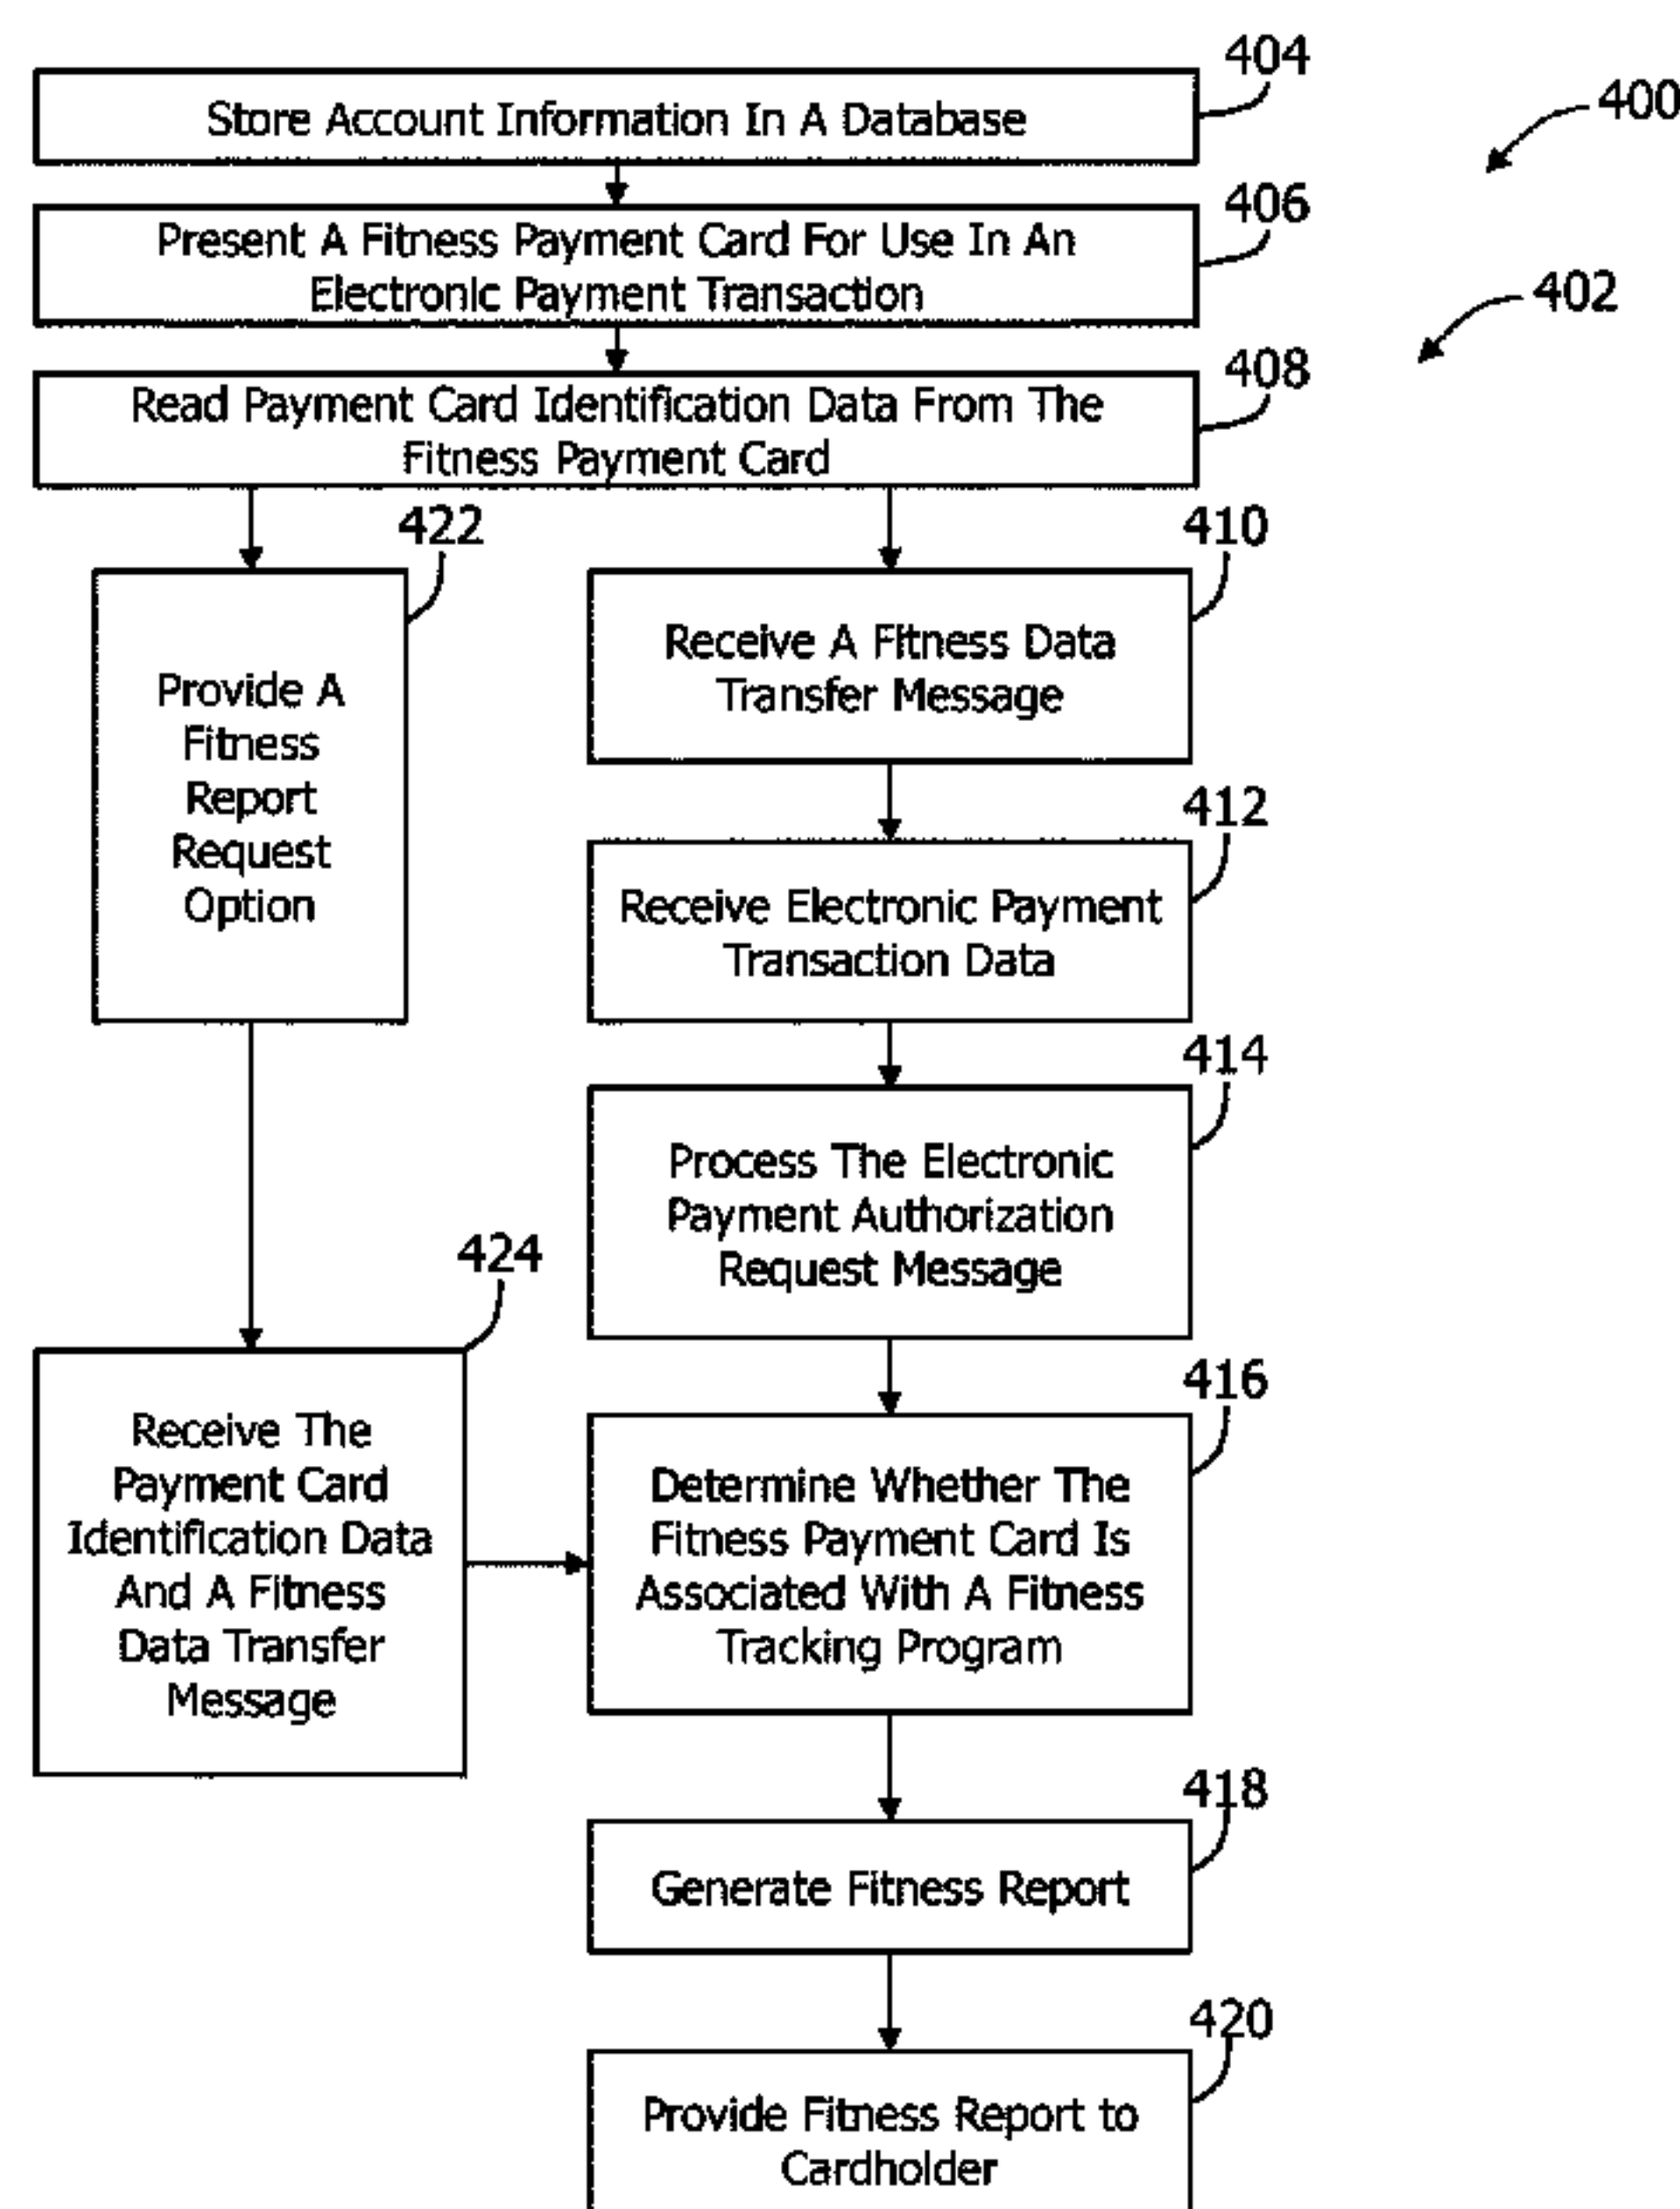 404
400
Store Account Information In A Database
406
Present A Fitness Payment Card For Use In An
Electronic Payment Transaction
402
408
Read Payment Card Identification Data From The
Fitness Payment Card
422
410
Provide A
Fitness
Report
Request
Option
Receive A Fitness Data
Transfer Message
412
Receive Electronic Payment
Transaction Data
414
Process The Electronic
Payment Authorization
Request Message
424
Receive The
Payment Card
Identification Data
And A Fitness
Data Transfer
Message
416
Determine Whether The
Fitness Payment Card Is
Associated With A Fitness
Tracking Program
418
Generate Fitness Report
420
Provide Fitness Report to
Cardholder